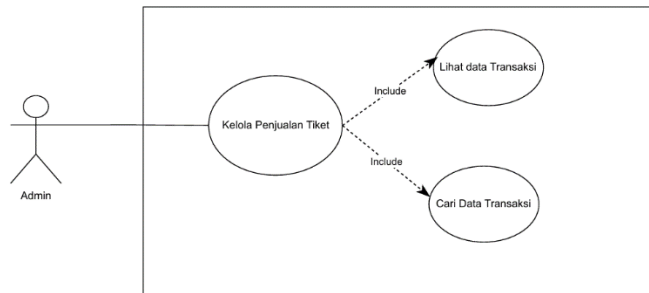 Lihat data Transaksi
Include
Kelola Penjualan Tiket
Include
Admin
Cari Data Transaksi